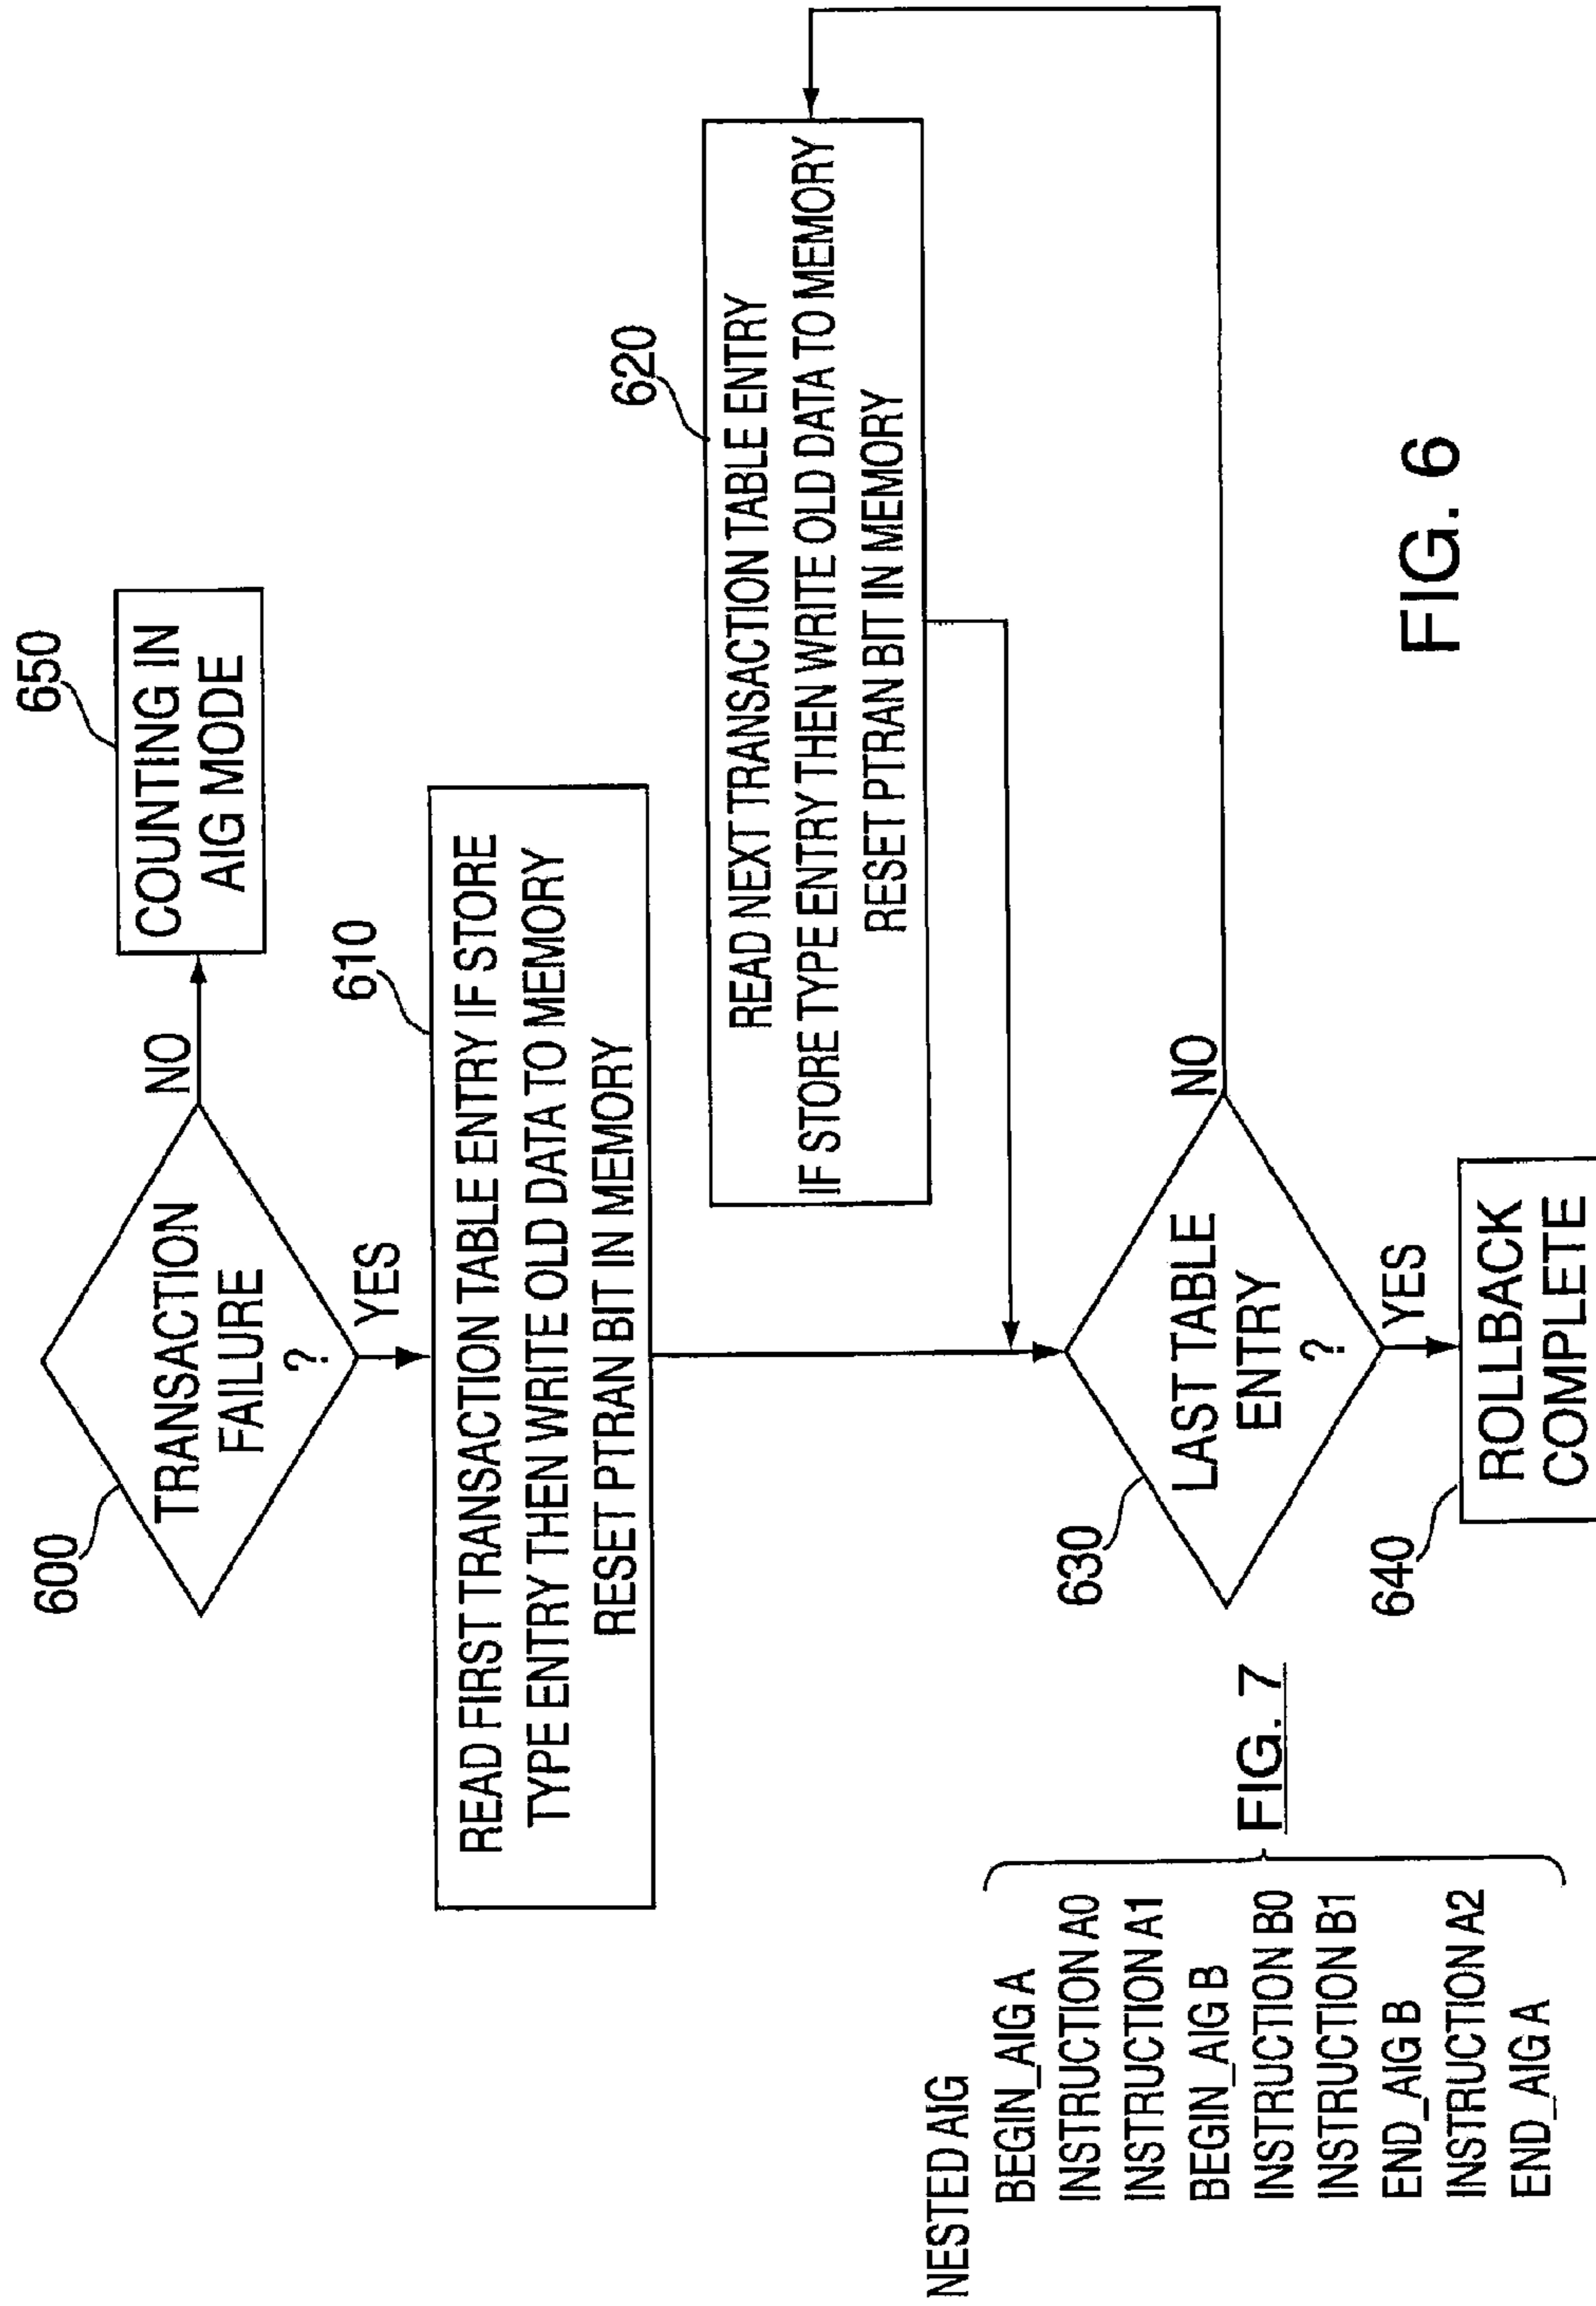 600
TRANSACTION
FAILURE
?
NO
650
COUNTING IN
AIG MODE
YES
610
READ FIRST TRANSACTION TABLE ENTRY IF STORE
TYPE ENTRY THEN WRITE OLD DATA TO MEMORY
RESET PTRAN BIT IN MEMORY
620
READ NEXT TRANSACTION TABLE ENTRY
IF STORE TYPE ENTRY THEN WRITE OLD DATA TO MEMORY
RESET PTRAN BIT IN MEMORY
630
LAST TABLE
ENTRY
?
NO
YES
640
ROLLBACK
COMPLETE
FIG. 6
NESTED AIG
BEGIN_AIG A
INSTRUCTION A0
INSTRUCTION A1
BEGIN_AIG B
INSTRUCTION B0
INSTRUCTION B1
END_AIG B
INSTRUCTION A2
END_AIG A
FIG. 7